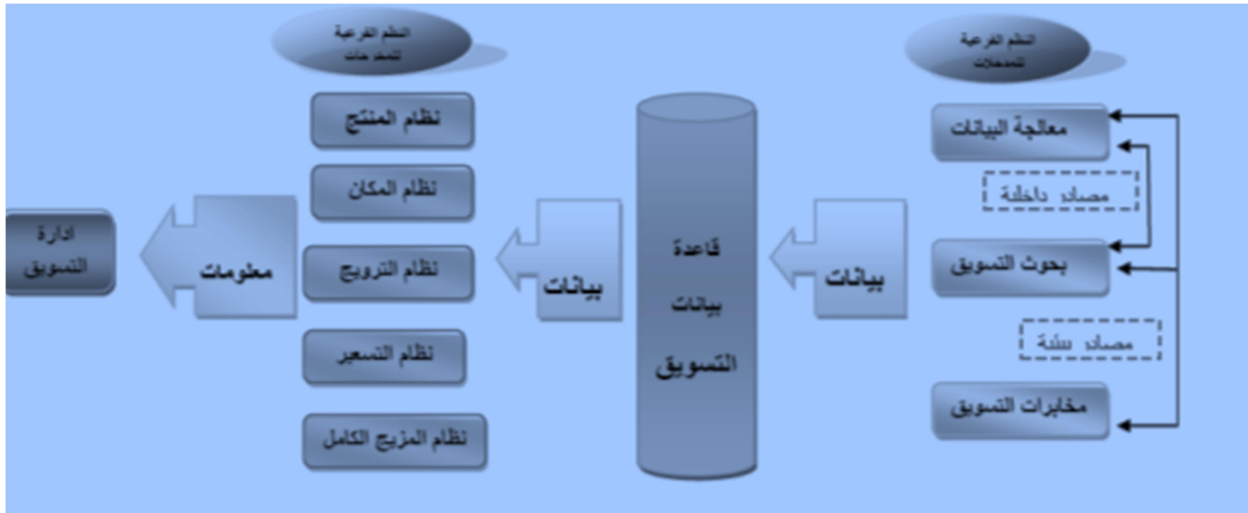 النظم الفرعية
للمدخلات
معالجة البيانات
مصادر داخلية
بحوث التسويق
مصادر بيئية
مخابرات التسويق
بيانات
قاعدة
بيانات
التسويق
بيانات
النظم الفرعية
للمخرجات
نظام المنتج
نظام المكان
نظام الترويج
نظام التسعير
نظام المزيج الكامل
معلومات
ادارة
التسويق